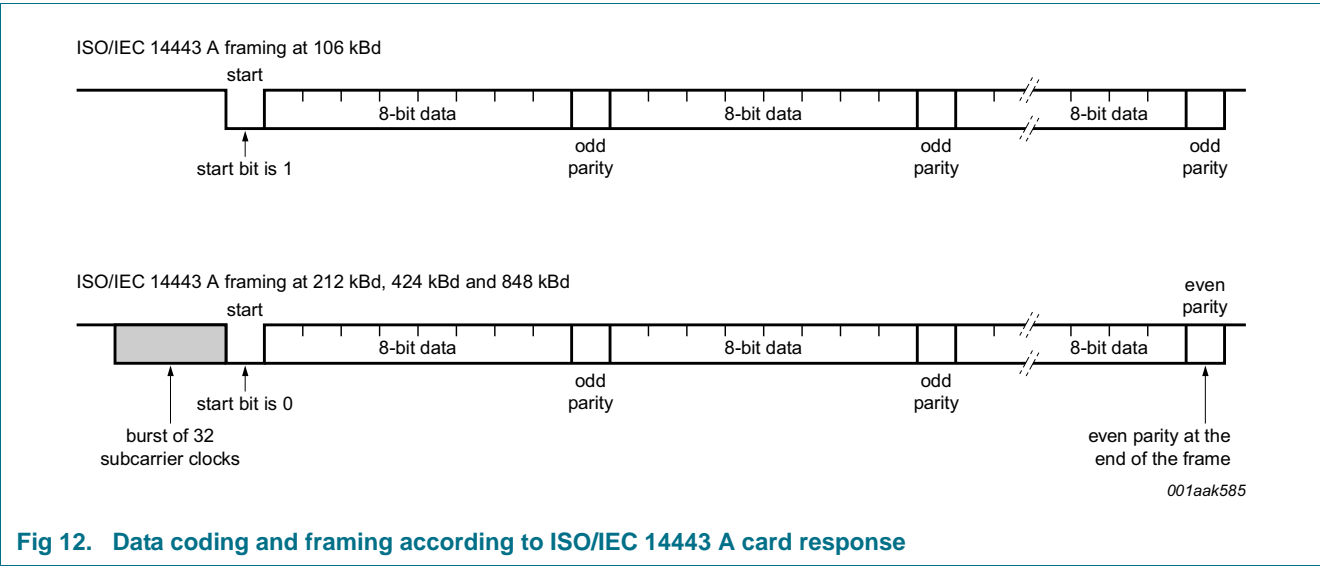 ISO/IEC 14443 A framing at 106 kBd
start
8-bit data
8-bit data
8-bit data
start bit is 1
odd
parity
odd
parity
odd
parity
ISO/IEC 14443 A framing at 212 kBd, 424 kBd and 848 kBd
start
even
parity
8-bit data
8-bit data
8-bit data
start bit is 0
odd
parity
odd
parity
burst of 32
subcarrier clocks
even parity at the
end of the frame
001aak585
Fig 12. Data coding and framing according to ISO/IEC 14443 A card response